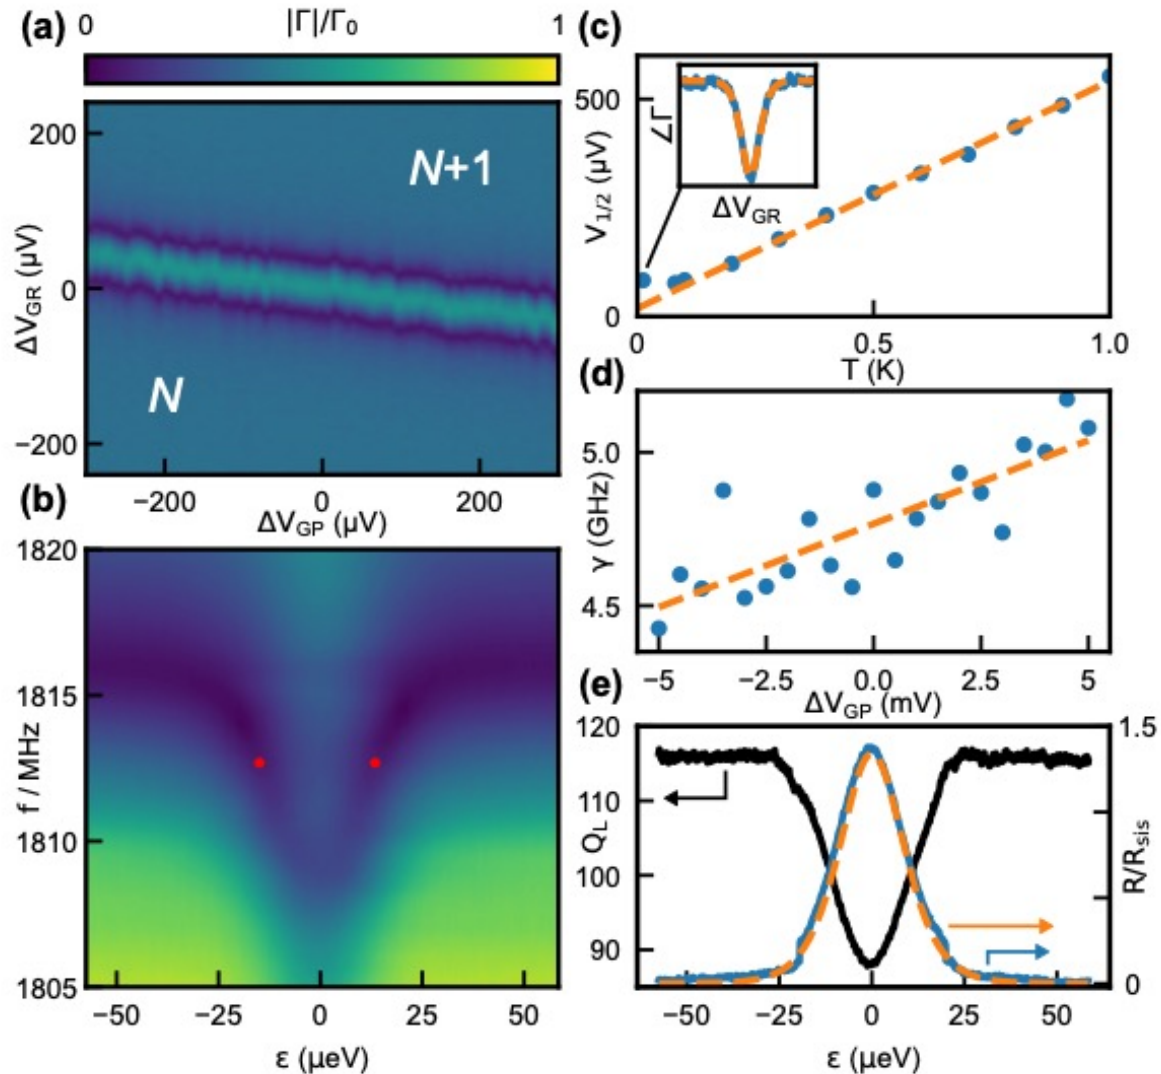 (a)
0 |Γ|/Γ₀ 1
ΔV_GR (μV)
200
0
−200
N+1
N
−200 0 200
ΔV_GP (μV)
(b)
f / MHz
1820
1815
1810
1805
−50 −25 0 25 50
ε (μeV)
(c)
V_1/2 (μV)
500
0
∠Γ
ΔV_GR
0 0.5 1.0
T (K)
(d)
γ (GHz)
5.0
4.5
−5 −2.5 0.0 2.5 5
ΔV_GP (mV)
(e)
Q_L
120
110
100
90
1.5
0
R/R_sis
−50 −25 0 25 50
ε (μeV)